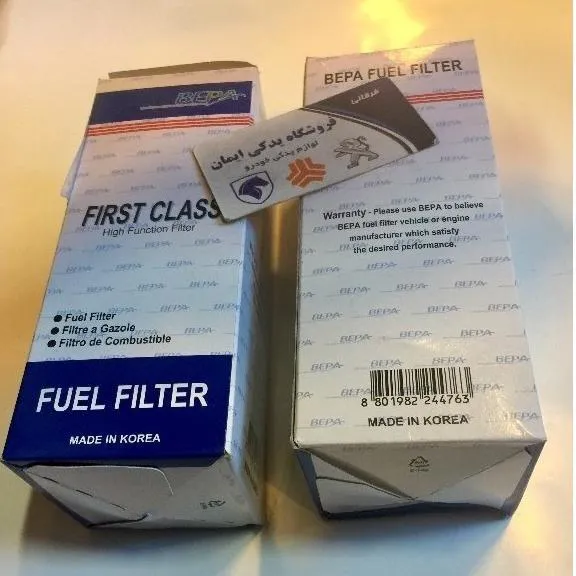 BEPA
FIRST CLASS
High Function Filter
● Fuel Filter
● Filtre a Gazole
● Filtro de Combustible
FUEL FILTER
MADE IN KOREA
BEPA FUEL FILTER
فرقانی
فروشگاه یدکی ایمان
لوازم یدکی خودرو
Warranty - Please use BEPA to believe
BEPA fuel filter vehicle or engine
manufacturer which satisty
the desired performance.
8 801982 244763
MADE IN KOREA